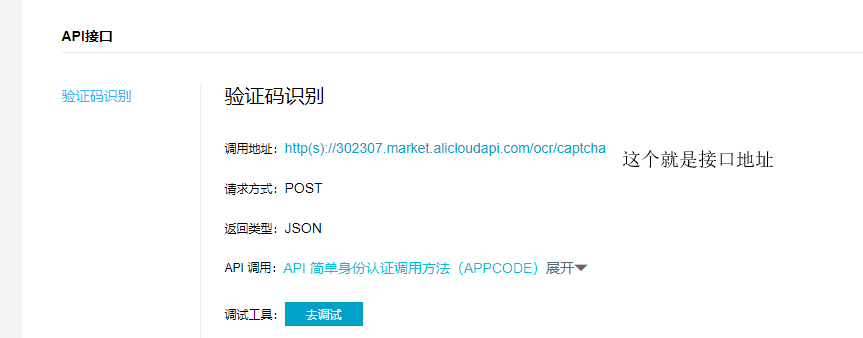 API接口
验证码识别
验证码识别
调用地址：http(s)://302307.market.alicloudapi.com/ocr/captcha
这个就是接口地址
请求方式：POST
返回类型：JSON
API 调用：API 简单身份认证调用方法（APPCODE）展开
调试工具：去调试